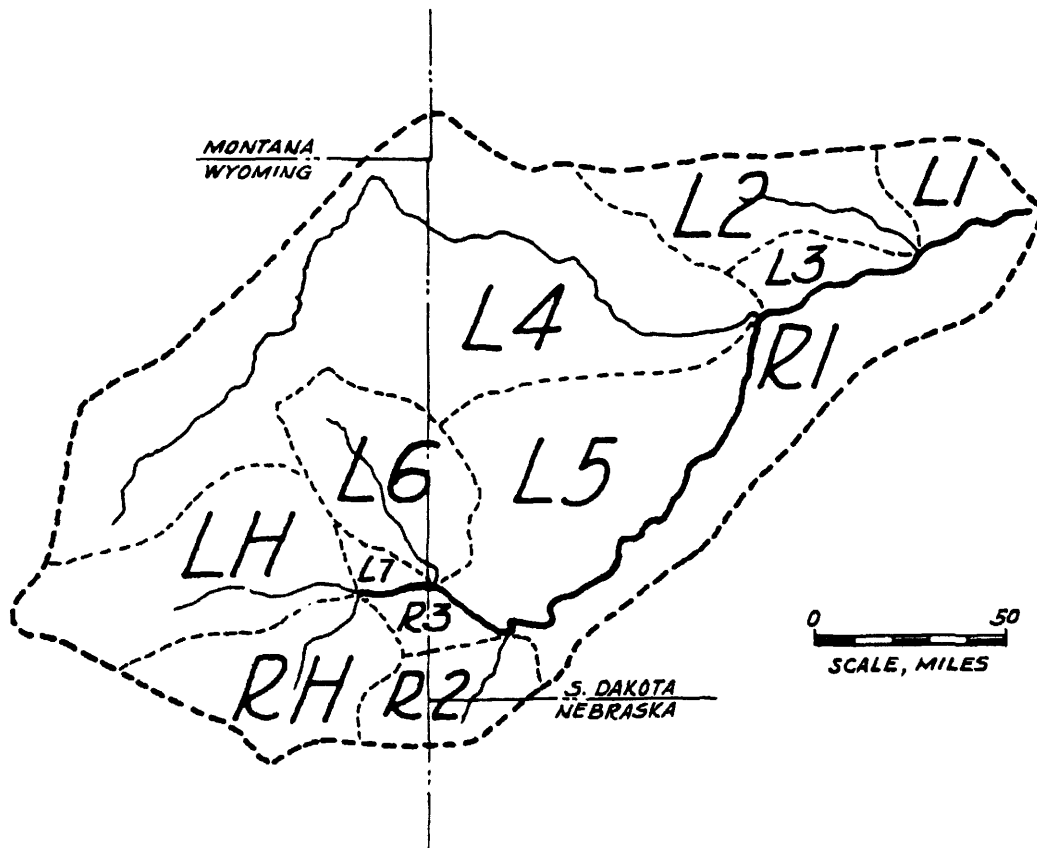 MONTANA
WYOMING
L1
L2
L3
L4
R1
L6
L5
LH
L7
R3
0 50
SCALE, MILES
RH
R2
S. DAKOTA
NEBRASKA